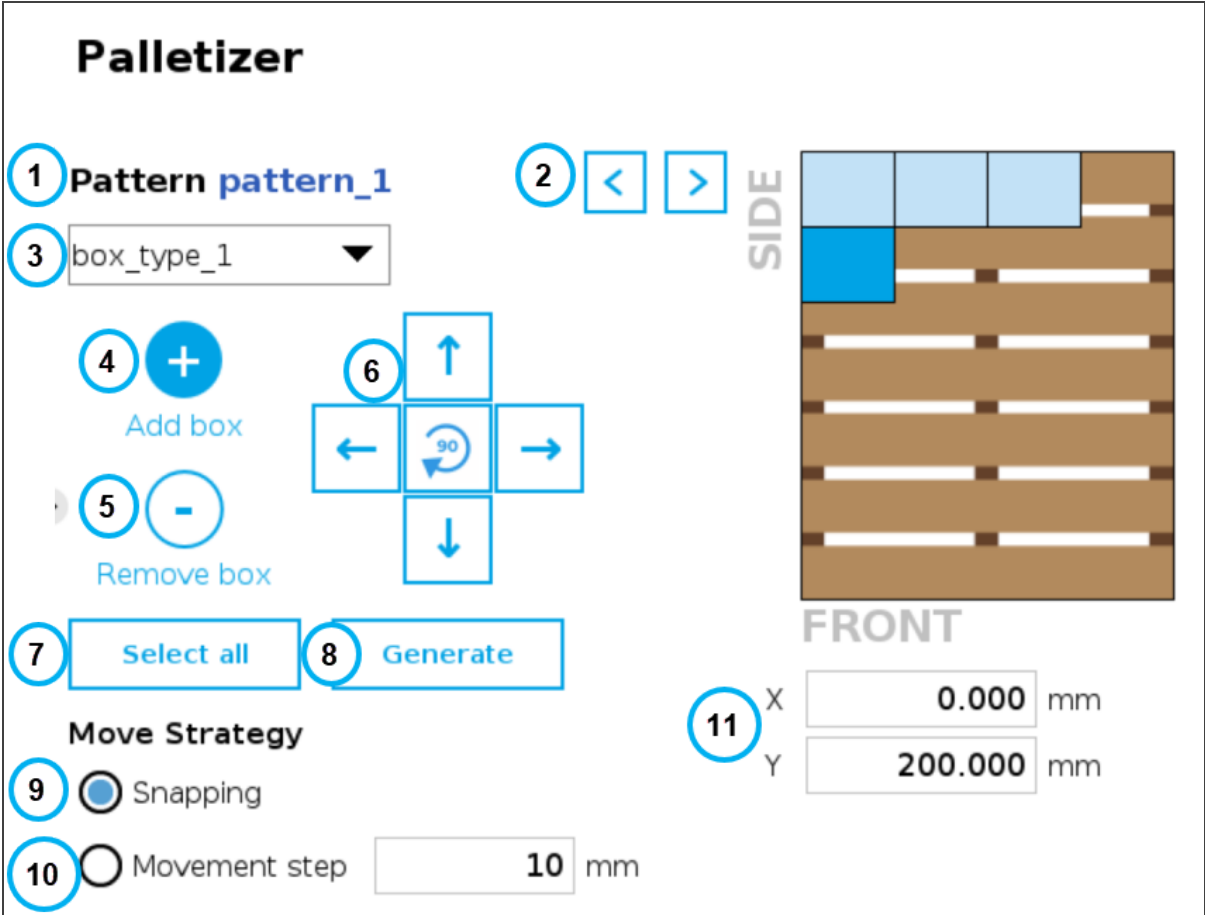 Palletizer
1 Pattern pattern_1
2 < >
3 box_type_1
SIDE
4 +
Add box
6 ↑
← 90 →
↓
5 -
Remove box
7 Select all
8 Generate
FRONT
11 X 0.000 mm
Y 200.000 mm
Move Strategy
9 Snapping
10 Movement step 10 mm